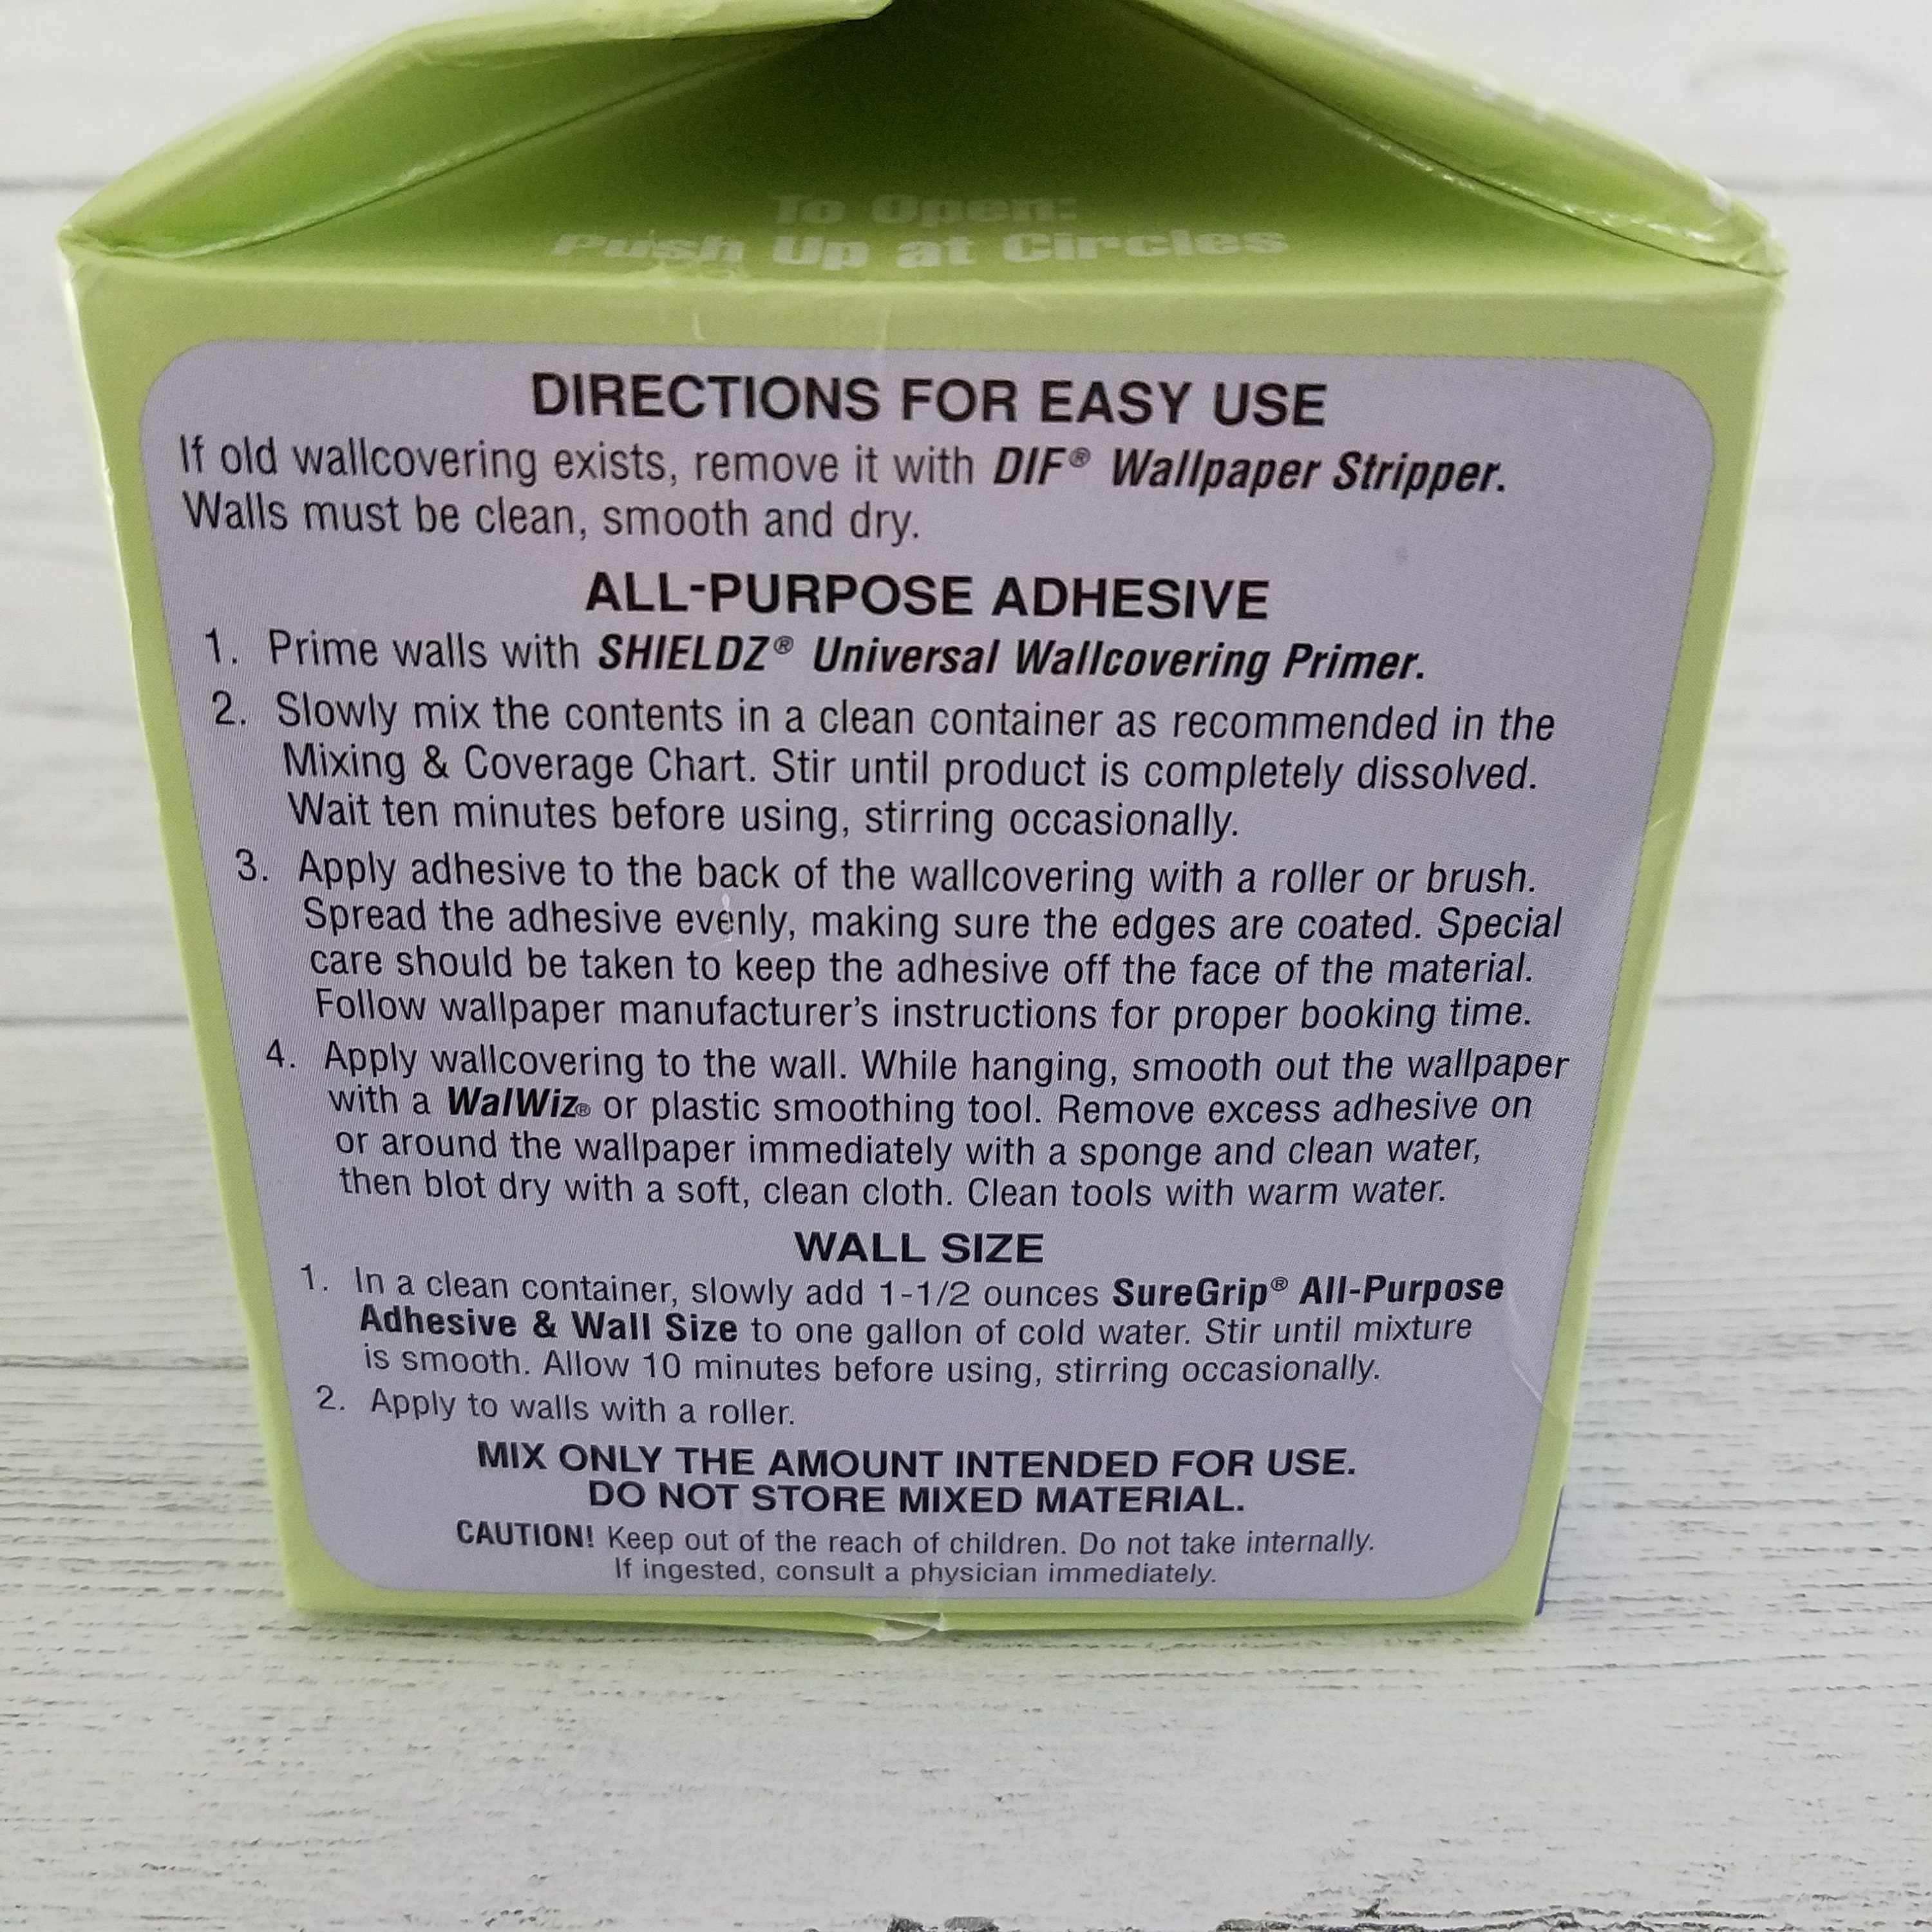 To Open:
Push Up at Circles
DIRECTIONS FOR EASY USE
If old wallcovering exists, remove it with DIF® Wallpaper Stripper.
Walls must be clean, smooth and dry.
ALL-PURPOSE ADHESIVE
1. Prime walls with SHIELDZ® Universal Wallcovering Primer.
2. Slowly mix the contents in a clean container as recommended in the
Mixing & Coverage Chart. Stir until product is completely dissolved.
Wait ten minutes before using, stirring occasionally.
3. Apply adhesive to the back of the wallcovering with a roller or brush.
Spread the adhesive evenly, making sure the edges are coated. Special
care should be taken to keep the adhesive off the face of the material.
Follow wallpaper manufacturer's instructions for proper booking time.
4. Apply wallcovering to the wall. While hanging, smooth out the wallpaper
with a WalWiz® or plastic smoothing tool. Remove excess adhesive on
or around the wallpaper immediately with a sponge and clean water,
then blot dry with a soft, clean cloth. Clean tools with warm water.
WALL SIZE
1. In a clean container, slowly add 1-1/2 ounces SureGrip® All-Purpose
Adhesive & Wall Size to one gallon of cold water. Stir until mixture
is smooth. Allow 10 minutes before using, stirring occasionally.
2. Apply to walls with a roller.
MIX ONLY THE AMOUNT INTENDED FOR USE.
DO NOT STORE MIXED MATERIAL.
CAUTION! Keep out of the reach of children. Do not take internally.
If ingested, consult a physician immediately.